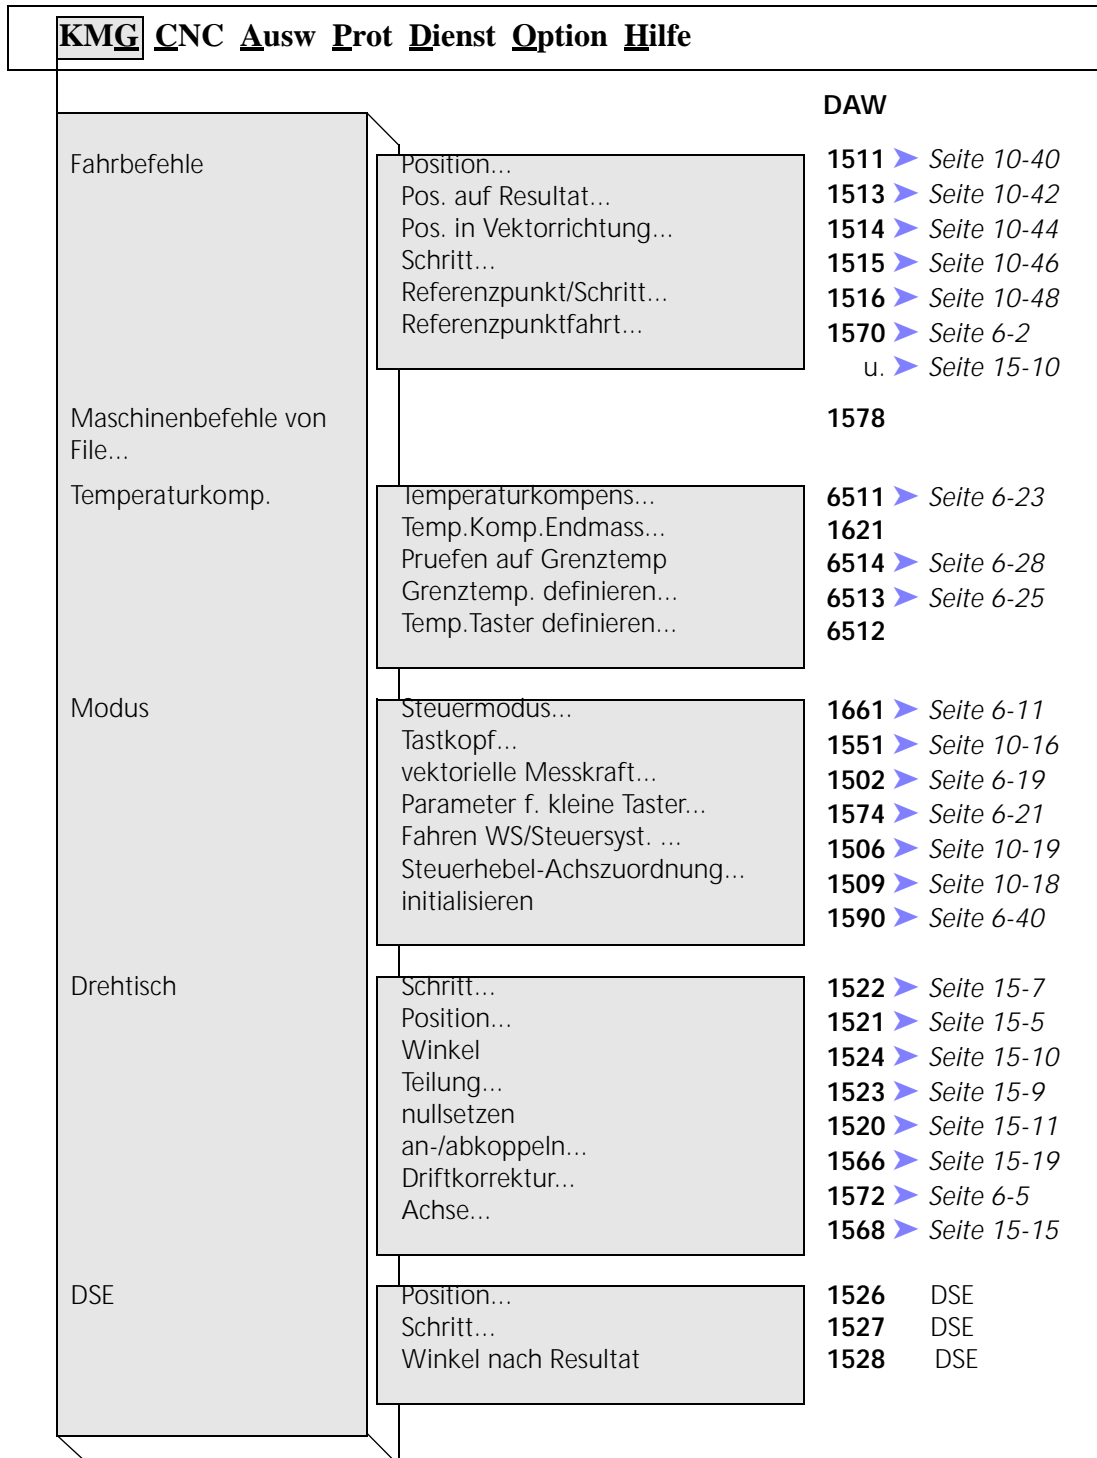 KMG CNC Ausw Prot Dienst Option Hilfe
DAW
Fahrbefehle
Position...
1511 ➤ Seite 10-40
Pos. auf Resultat...
1513 ➤ Seite 10-42
Pos. in Vektorrichtung...
1514 ➤ Seite 10-44
Schritt...
1515 ➤ Seite 10-46
Referenzpunkt/Schritt...
1516 ➤ Seite 10-48
Referenzpunktfahrt...
1570 ➤ Seite 6-2
u. ➤ Seite 15-10
Maschinenbefehle von
File...
1578
Temperaturkomp.
Temperaturkompens...
6511 ➤ Seite 6-23
Temp.Komp.Endmass...
1621
Pruefen auf Grenztemp
6514 ➤ Seite 6-28
Grenztemp. definieren...
6513 ➤ Seite 6-25
Temp.Taster definieren...
6512
Modus
Steuermodus...
1661 ➤ Seite 6-11
Tastkopf...
1551 ➤ Seite 10-16
vektorielle Messkraft...
1502 ➤ Seite 6-19
Parameter f. kleine Taster...
1574 ➤ Seite 6-21
Fahren WS/Steuersyst. ...
1506 ➤ Seite 10-19
Steuerhebel-Achszuordnung...
1509 ➤ Seite 10-18
initialisieren
1590 ➤ Seite 6-40
Drehtisch
Schritt...
1522 ➤ Seite 15-7
Position...
1521 ➤ Seite 15-5
Winkel
1524 ➤ Seite 15-10
Teilung...
1523 ➤ Seite 15-9
nullsetzen
1520 ➤ Seite 15-11
an-/abkoppeln...
1566 ➤ Seite 15-19
Driftkorrektur...
1572 ➤ Seite 6-5
Achse...
1568 ➤ Seite 15-15
DSE
Position...
1526 DSE
Schritt...
1527 DSE
Winkel nach Resultat
1528 DSE